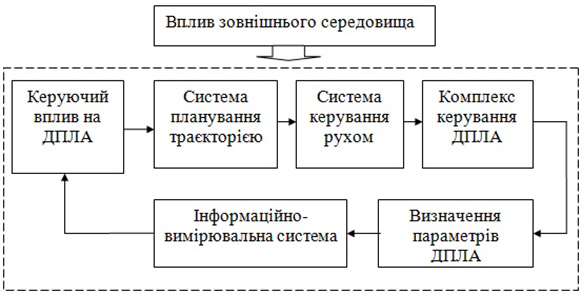 Вплив зовнішнього середовища
Керуючий
вплив на
ДПЛА
Система
планування
траєкторією
Система
керування
рухом
Комплекс
керування
ДПЛА
Інформаційно-
вимірювальна система
Визначення
параметрів
ДПЛА